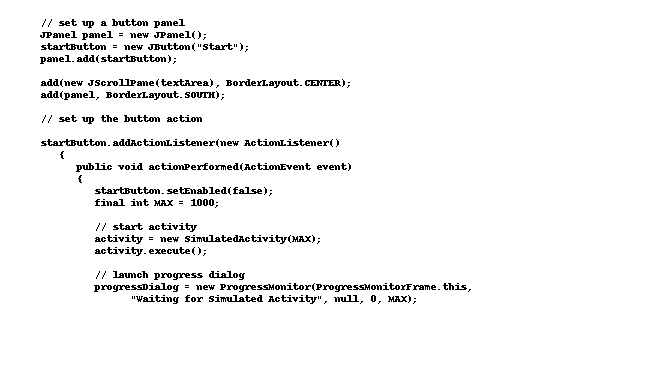 // set up a button panel
JPanel panel = new JPanel();
startButton = new JButton("Start");
panel.add(startButton);

add(new JScrollPane(textArea), BorderLayout.CENTER);
add(panel, BorderLayout.SOUTH);

// set up the button action

startButton.addActionListener(new ActionListener()
   {
      public void actionPerformed(ActionEvent event)
      {
         startButton.setEnabled(false);
         final int MAX = 1000;

         // start activity
         activity = new SimulatedActivity(MAX);
         activity.execute();

         // launch progress dialog
         progressDialog = new ProgressMonitor(ProgressMonitorFrame.this,
               "Waiting for Simulated Activity", null, 0, MAX);